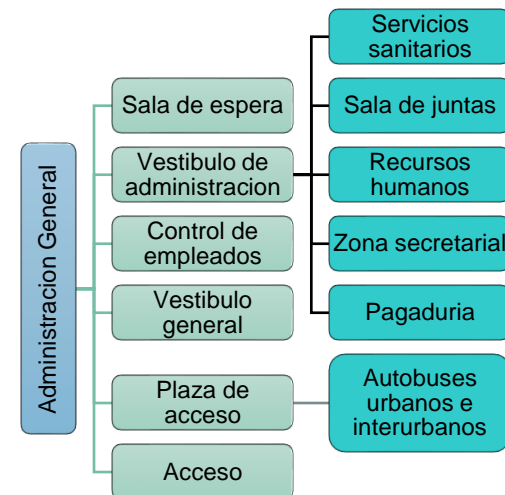 Administracion General
Sala de espera
Vestibulo de
administracion
Control de
empleados
Vestibulo
general
Plaza de
acceso
Acceso
Servicios
sanitarios
Sala de juntas
Recursos
humanos
Zona secretarial
Pagaduria
Autobuses
urbanos e
interurbanos